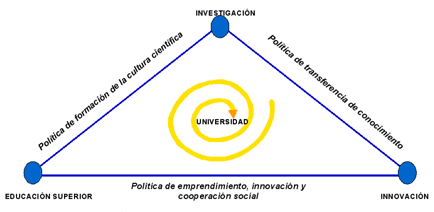 INVESTIGACIÓN
Política de formación de la cultura científica
Política de transferencia de conocimiento
UNIVERSIDAD
EDUCACIÓN SUPERIOR
Política de emprendimiento, innovación y
cooperación social
INNOVACIÓN